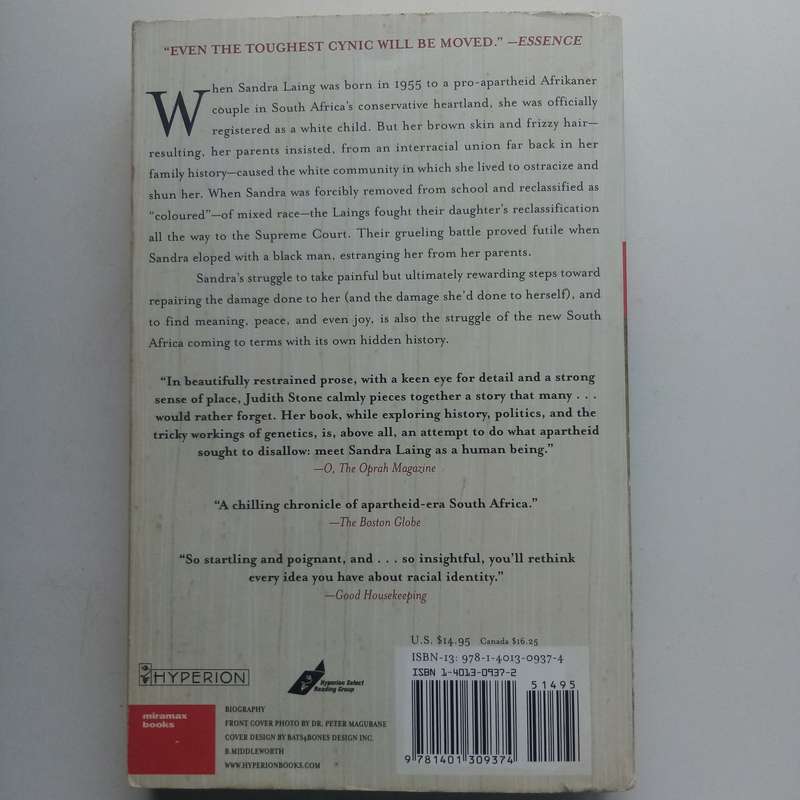 “EVEN THE TOUGHEST CYNIC WILL BE MOVED.” —ESSENCE
When Sandra Laing was born in 1955 to a pro-apartheid Afrikaner
couple in South Africa’s conservative heartland, she was officially
registered as a white child. But her brown skin and frizzy hair—
resulting, her parents insisted, from an interracial union far back in her
family history—caused the white community in which she lived to ostracize and
shun her. When Sandra was forcibly removed from school and reclassified as
“coloured”—of mixed race—the Laings fought their daughter’s reclassification
all the way to the Supreme Court. Their grueling battle proved futile when
Sandra eloped with a black man, estranging her from her parents.
Sandra’s struggle to take painful but ultimately rewarding steps toward
repairing the damage done to her (and the damage she’d done to herself), and
to find meaning, peace, and even joy, is also the struggle of the new South
Africa coming to terms with its own hidden history.
“In beautifully restrained prose, with a keen eye for detail and a strong
sense of place, Judith Stone calmly pieces together a story that many . . .
would rather forget. Her book, while exploring history, politics, and the
tricky workings of genetics, is, above all, an attempt to do what apartheid
sought to disallow: meet Sandra Laing as a human being.”
—O, The Oprah Magazine
“A chilling chronicle of apartheid-era South Africa.”
—The Boston Globe
“So startling and poignant, and . . . so insightful, you’ll rethink
every idea you have about racial identity.”
—Good Housekeeping
U.S. $14.95 Canada $16.25
ISBN-13: 978-1-4013-0937-4
ISBN 1-4013-0937-2
51495
9 781401 309374
HYPERION
Hyperion Select
Reading Group
miramax
books
BIOGRAPHY
FRONT COVER PHOTO BY DR. PETER MAGUBANE
COVER DESIGN BY BATS4BONES DESIGN INC.
B.MIDDLEWORTH
WWW.HYPERIONBOOKS.COM